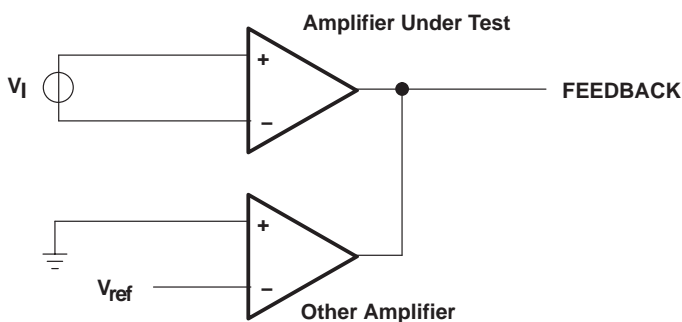 Amplifier Under Test
+
VI
−
FEEDBACK
+
Vref
−
Other Amplifier